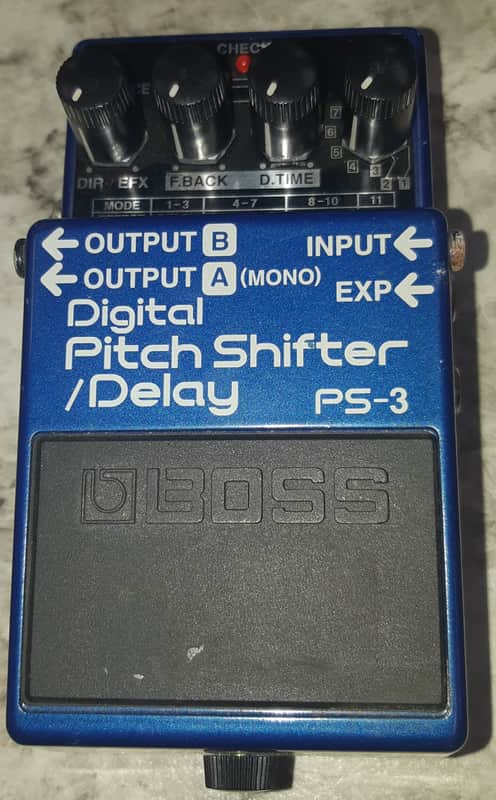 CHECK
DIR EFX F.BACK D.TIME
7
6
5
4
3
2
1
MODE 1-3 4-7 8-10 11
OUTPUT B INPUT
OUTPUT A (MONO) EXP
Digital
Pitch Shifter
/Delay PS-3
BOSS